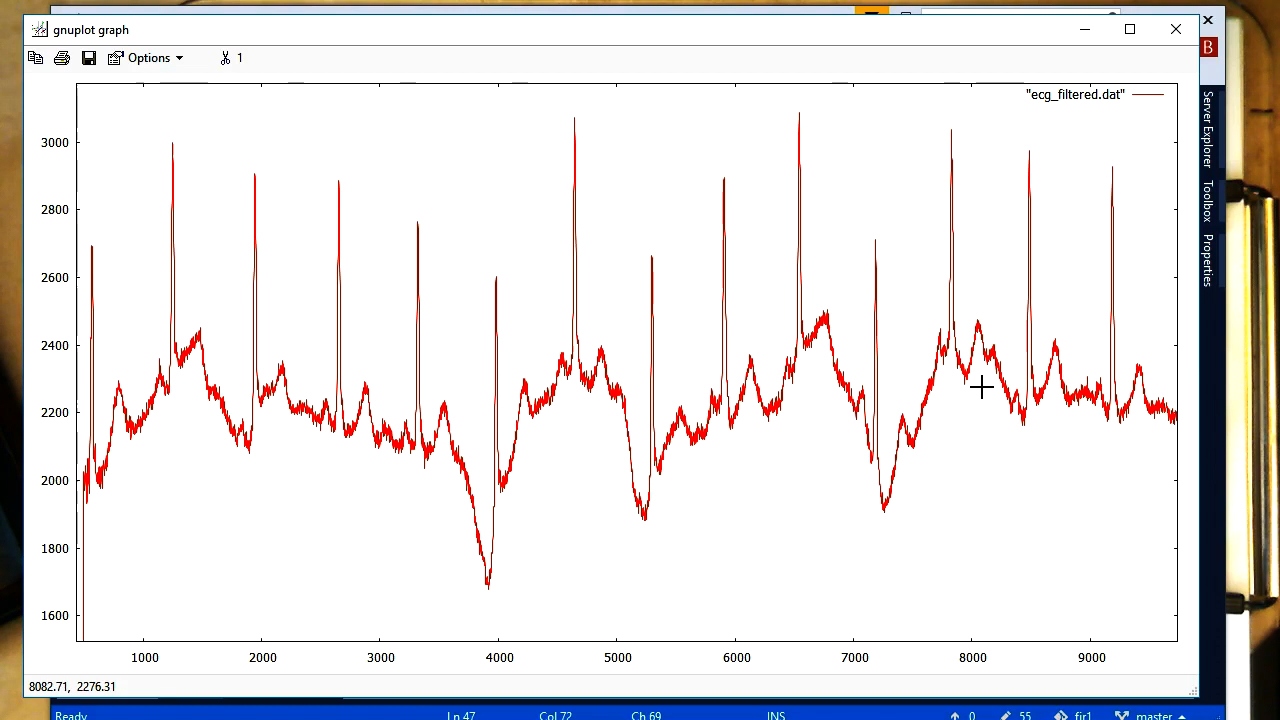 gnuplot graph
Options 1
"ecg_filtered.dat"
3000
2800
2600
2400
2200
2000
1800
1600
1000 2000 3000 4000 5000 6000 7000 8000 9000
8082.71, 2276.31
B
Server Explorer
Toolbox
Properties
Ready Ln 47 Col 72 Ch 69 INS 0 55 fir1 master